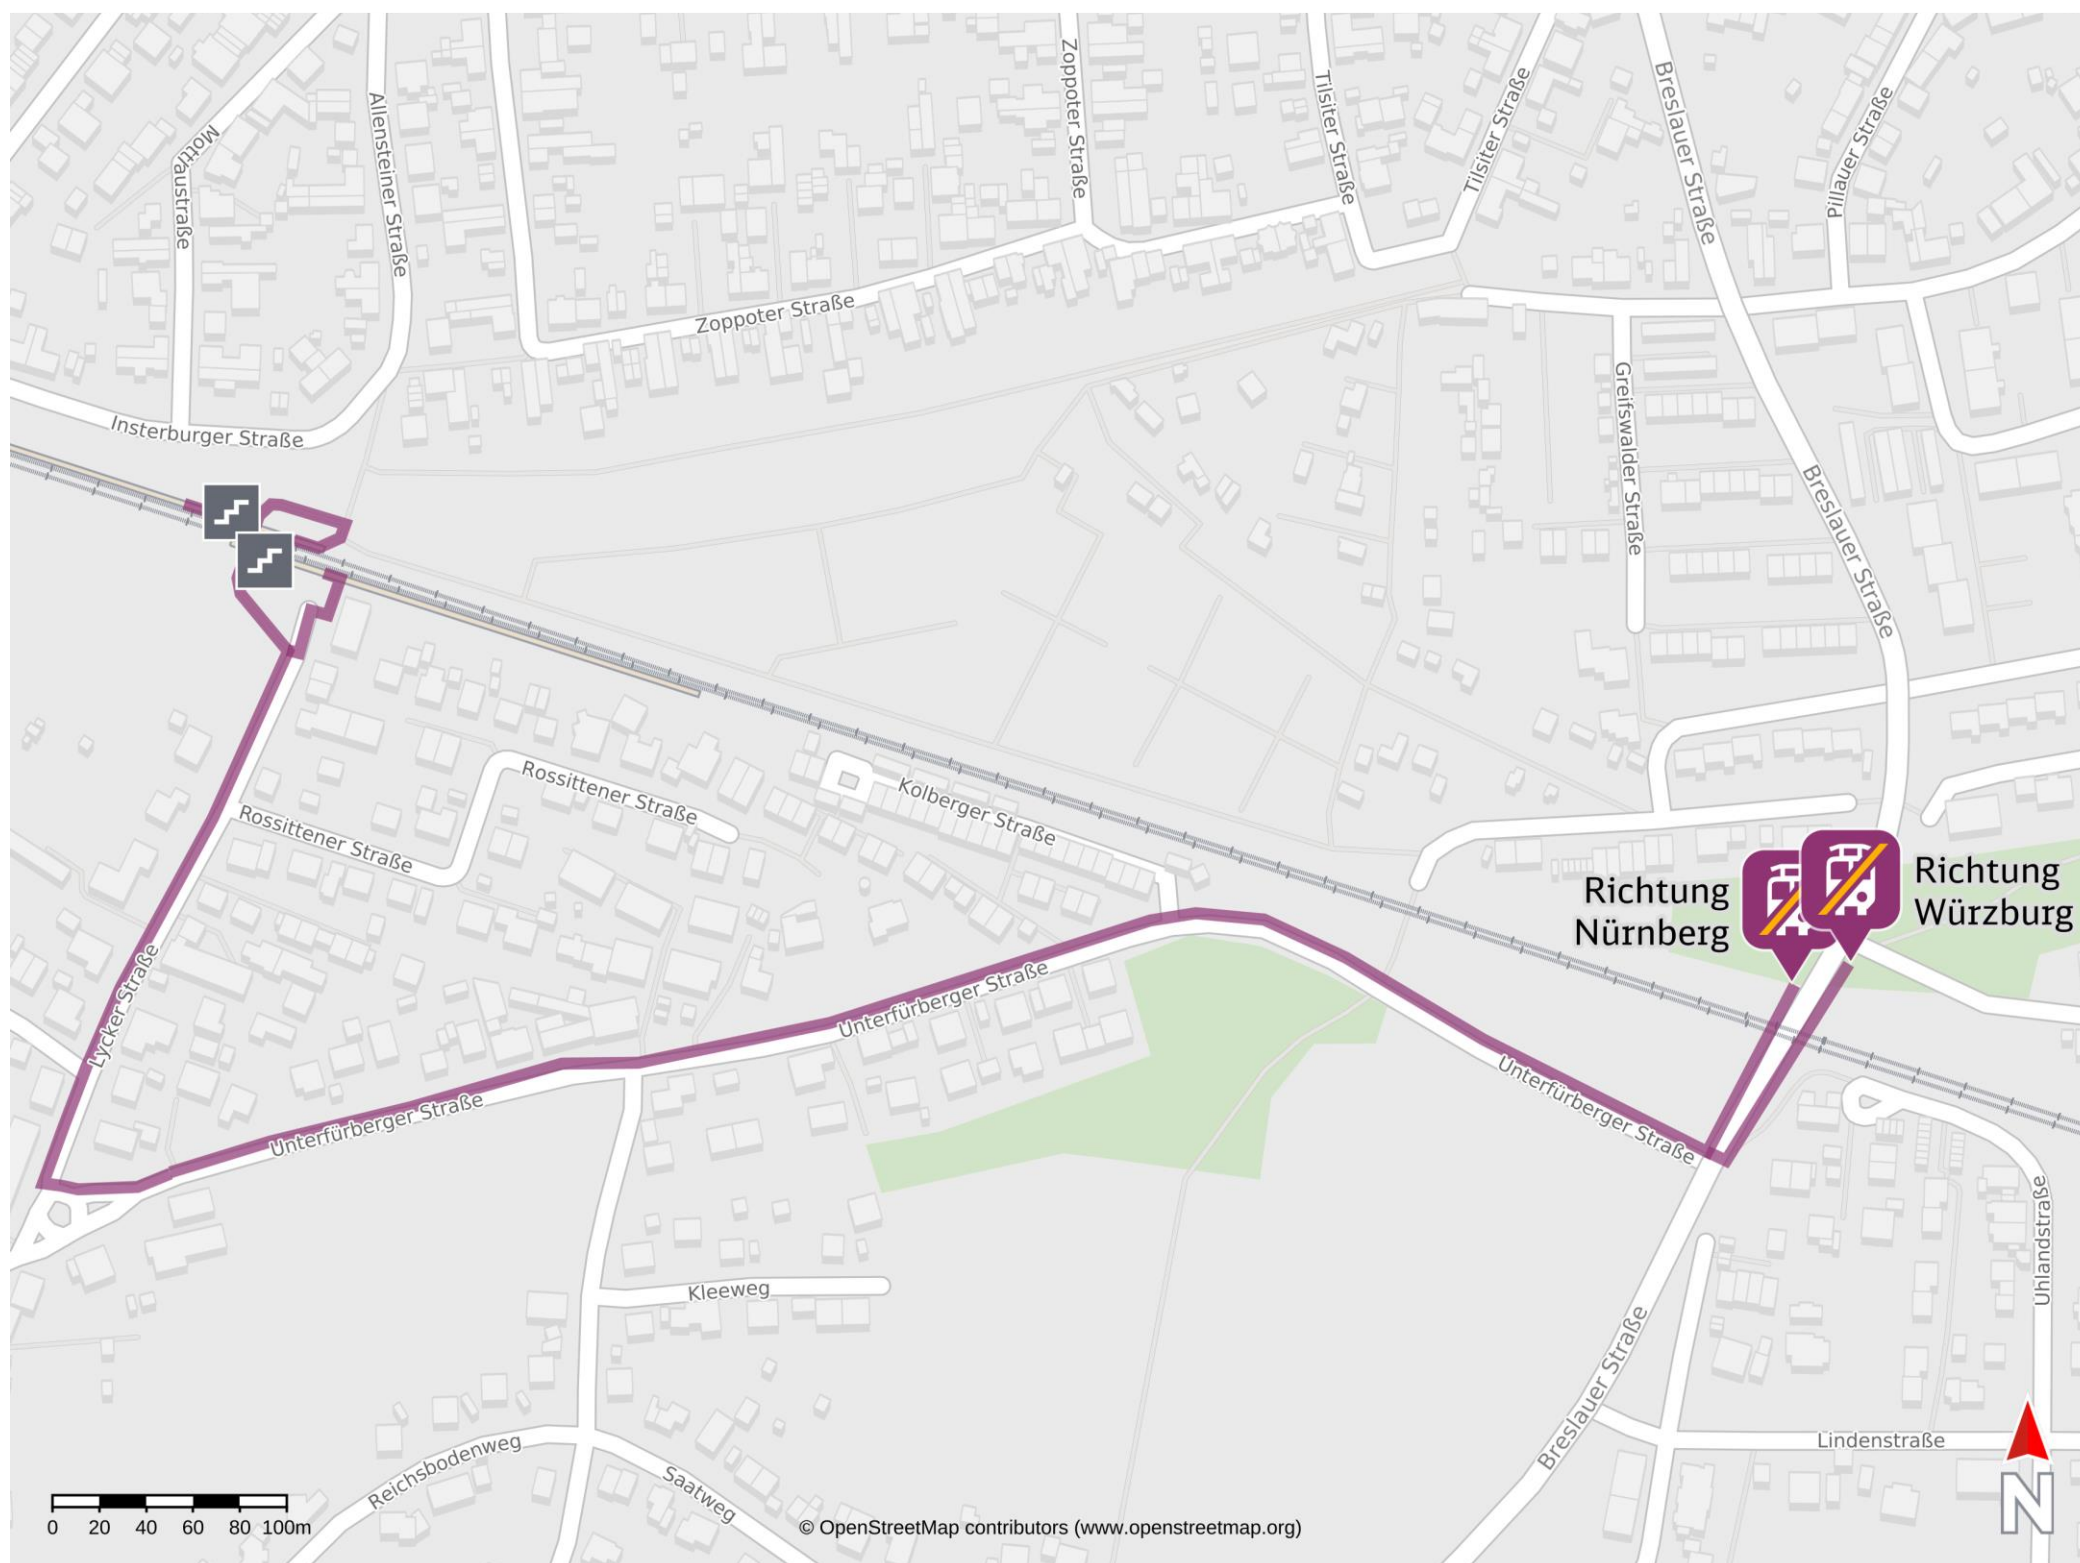 Zoppoter Straße
Tilsiter Straße
Tilsiter Straße
Breslauer Straße
Pillauer Straße
Mottlaustraße
Allensteiner Straße
Zoppoter Straße
Insterburger Straße
Greifswalder Straße
Breslauer Straße
Rossittener Straße
Rossittener Straße
Kolberger Straße
Richtung
Nürnberg
Richtung
Würzburg
Lycker Straße
Unterfürberger Straße
Unterfürberger Straße
Unterfürberger Straße
Uhlandstraße
Kleeweg
Breslauer Straße
Lindenstraße
Reichsbodenweg
Saatweg
0 20 40 60 80 100m
© OpenStreetMap contributors (www.openstreetmap.org)
N